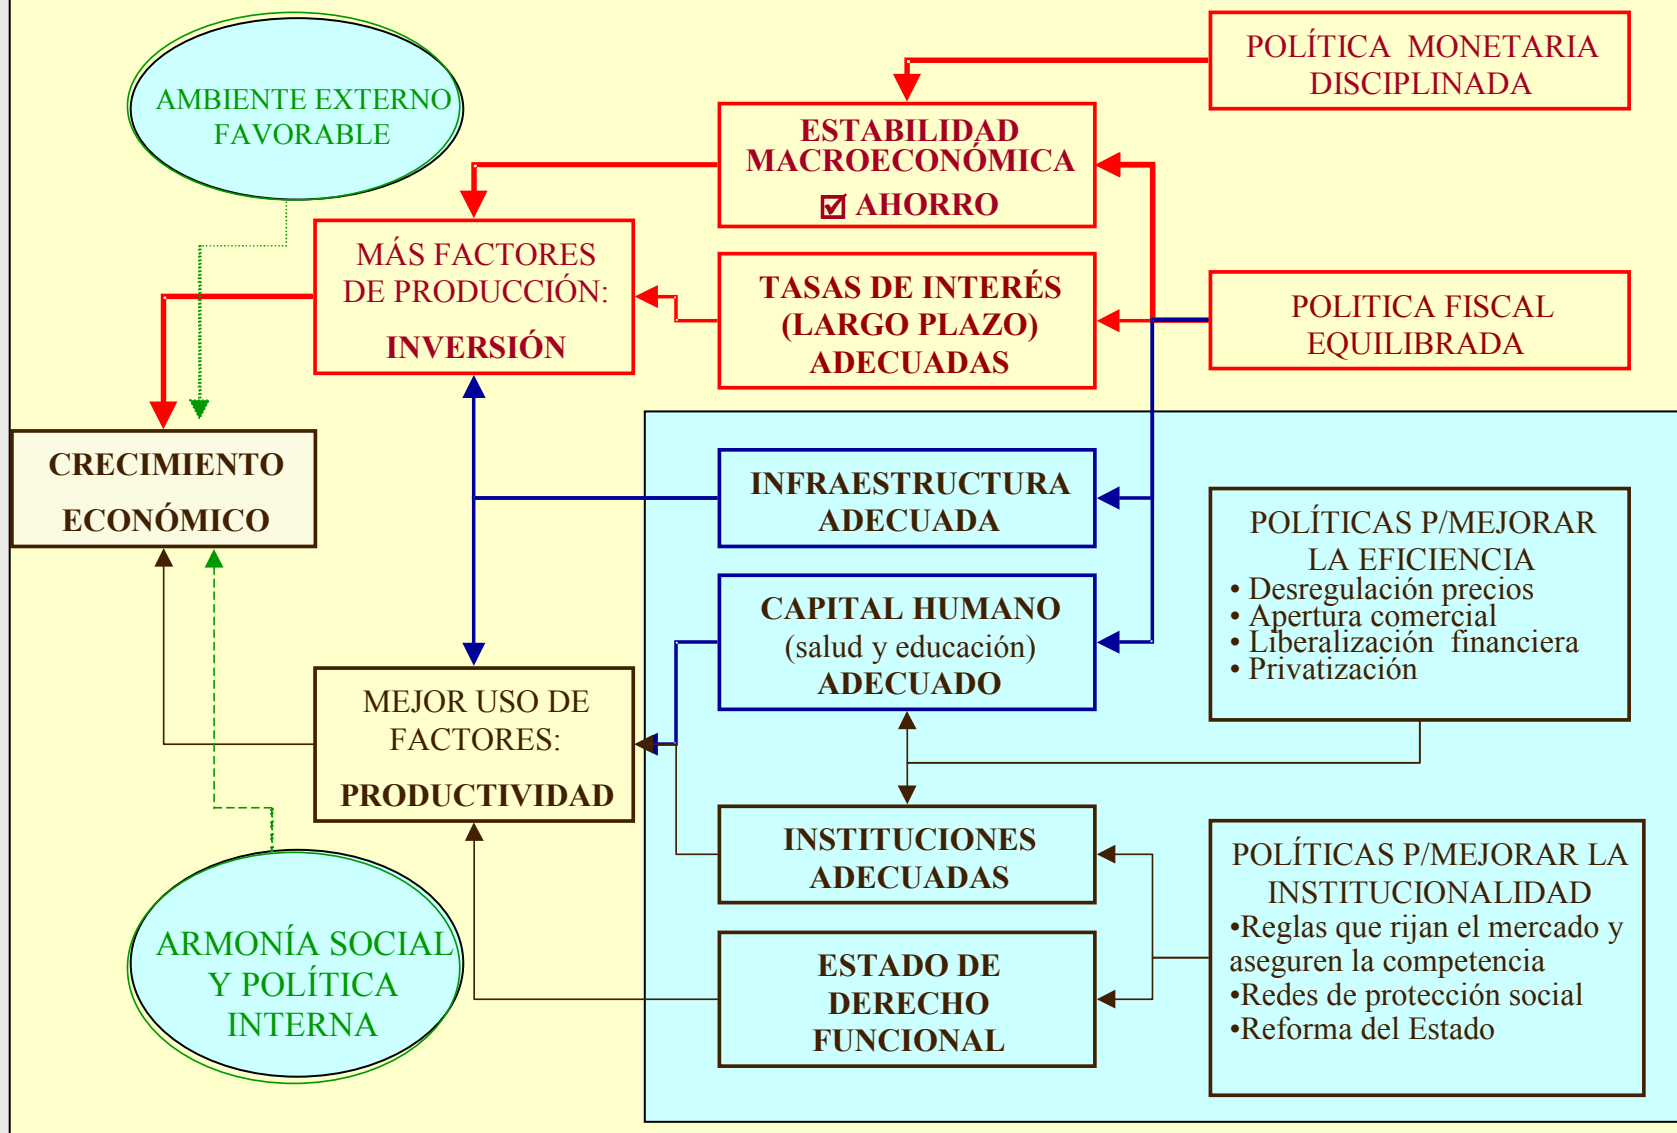 AMBIENTE EXTERNO
FAVORABLE
POLÍTICA MONETARIA
DISCIPLINADA
ESTABILIDAD
MACROECONÓMICA
☑ AHORRO
MÁS FACTORES
DE PRODUCCIÓN:
INVERSIÓN
TASAS DE INTERÉS
(LARGO PLAZO)
ADECUADAS
POLITICA FISCAL
EQUILIBRADA
CRECIMIENTO
ECONÓMICO
INFRAESTRUCTURA
ADECUADA
POLÍTICAS P/MEJORAR
LA EFICIENCIA
• Desregulación precios
• Apertura comercial
• Liberalización financiera
• Privatización
CAPITAL HUMANO
(salud y educación)
ADECUADO
MEJOR USO DE
FACTORES:
PRODUCTIVIDAD
INSTITUCIONES
ADECUADAS
POLÍTICAS P/MEJORAR LA
INSTITUCIONALIDAD
•Reglas que rijan el mercado y
aseguren la competencia
•Redes de protección social
•Reforma del Estado
ARMONÍA SOCIAL
Y POLÍTICA
INTERNA
ESTADO DE
DERECHO
FUNCIONAL